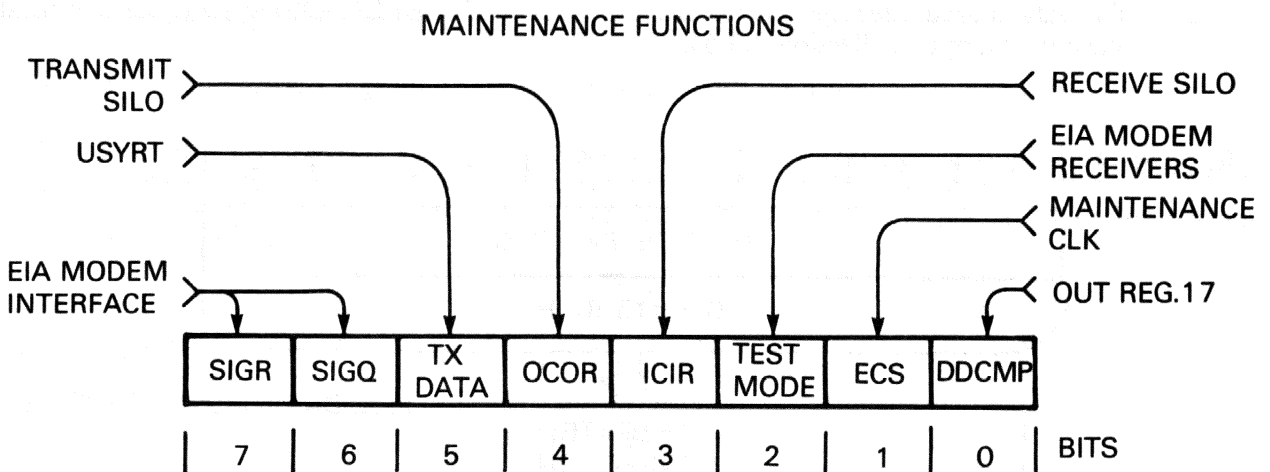 MAINTENANCE FUNCTIONS
TRANSMIT
SILO
RECEIVE SILO
USYRT
EIA MODEM
RECEIVERS
MAINTENANCE
CLK
EIA MODEM
INTERFACE
OUT REG.17
SIGR
SIGQ
TX
DATA
OCOR
ICIR
TEST
MODE
ECS
DDCMP
7 6 5 4 3 2 1 0 BITS